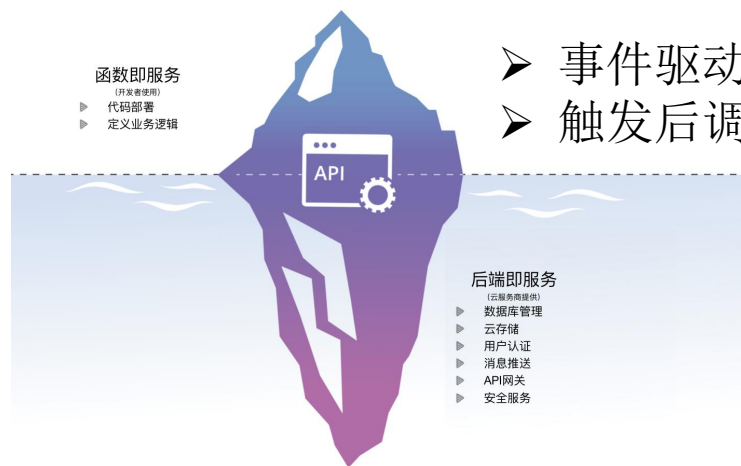 函数即服务
(开发者使用)
代码部署
定义业务逻辑
➢ 事件驱动
➢ 触发后调
API
后端即服务
(云服务商提供)
数据库管理
云存储
用户认证
消息推送
API网关
安全服务